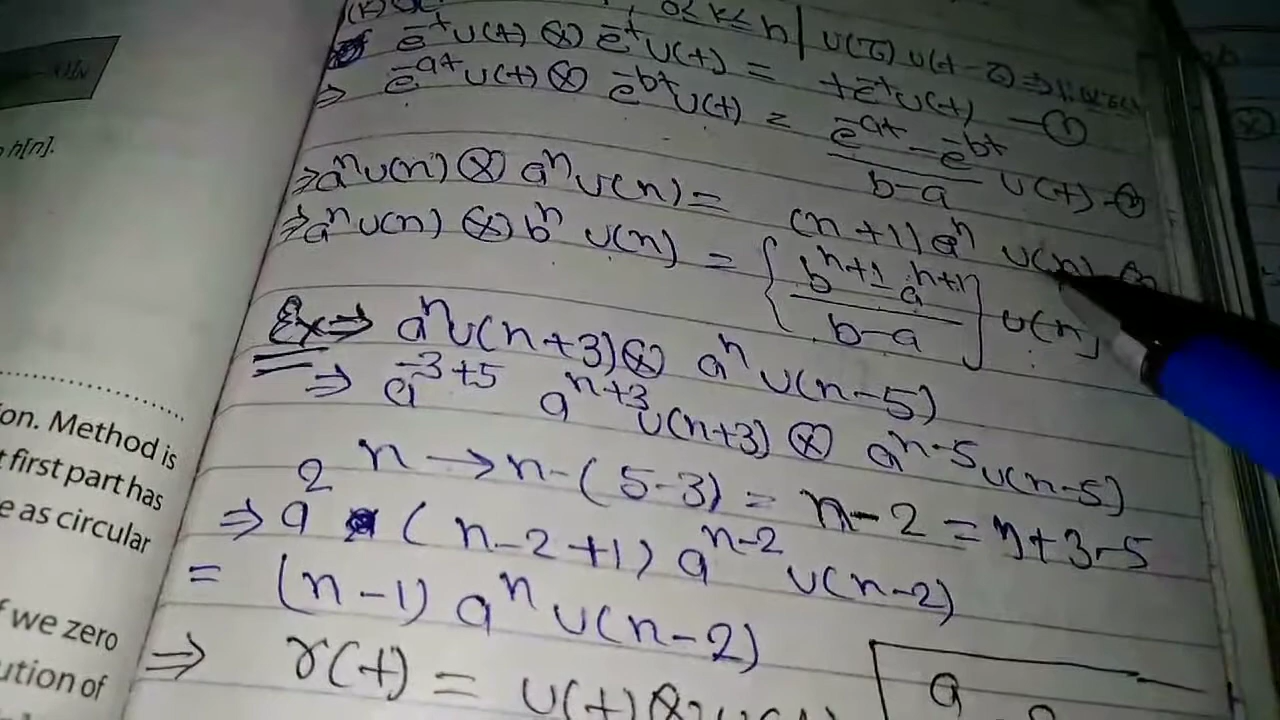 0≤k≤n | u(τ)u(t-τ) ⇒
e^-t u(t) ⊗ e^-t u(t) = te^-t u(t) —①
⇒ e^-at u(t) ⊗ e^-bt u(t) = (e^-at - e^-bt)/(b-a) u(t) -②
⇒ a^n u(n) ⊗ a^n u(n) = (n+1) a^n u(n)
⇒ a^n u(n) ⊗ b^n u(n) = { (b^n+1 - a^n+1)/(b-a) } u(n)
Ex ⇒ a^n u(n+3) ⊗ a^n u(n-5)
⇒ a^-3+5 a^n+3 u(n+3) ⊗ a^n-5 u(n-5)
n → n-(5-3) = n-2 = n+3-5
⇒ a^2 (n-2+1) a^n-2 u(n-2)
= (n-1) a^n u(n-2)
⇒ r(t) = u(t) ⊗
a
h[n].
on. Method is
first part has
e as circular
f we zero
ution of